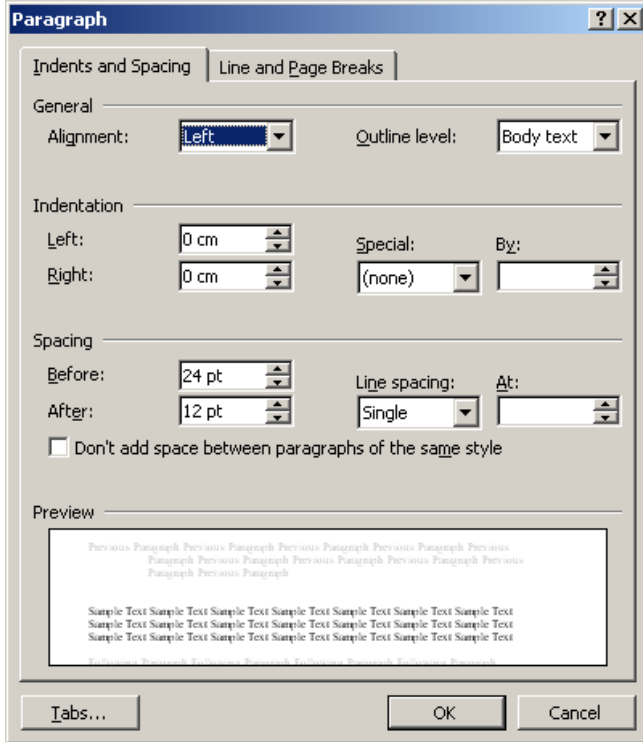 Paragraph
Indents and Spacing Line and Page Breaks
General
Alignment: Left Outline level: Body text
Indentation
Left: 0 cm Special: By:
Right: 0 cm (none)
Spacing
Before: 24 pt Line spacing: At:
After: 12 pt Single
Don't add space between paragraphs of the same style
Preview
Previous Paragraph Previous Paragraph Previous Paragraph Previous Paragraph Previous
Paragraph Previous Paragraph Previous Paragraph Previous Paragraph Previous
Paragraph Previous Paragraph
Sample Text Sample Text Sample Text Sample Text Sample Text Sample Text Sample Text
Sample Text Sample Text Sample Text Sample Text Sample Text Sample Text Sample Text
Sample Text Sample Text Sample Text Sample Text Sample Text Sample Text Sample Text
Following Paragraph Following Paragraph Following Paragraph Following Paragraph
Tabs... OK Cancel